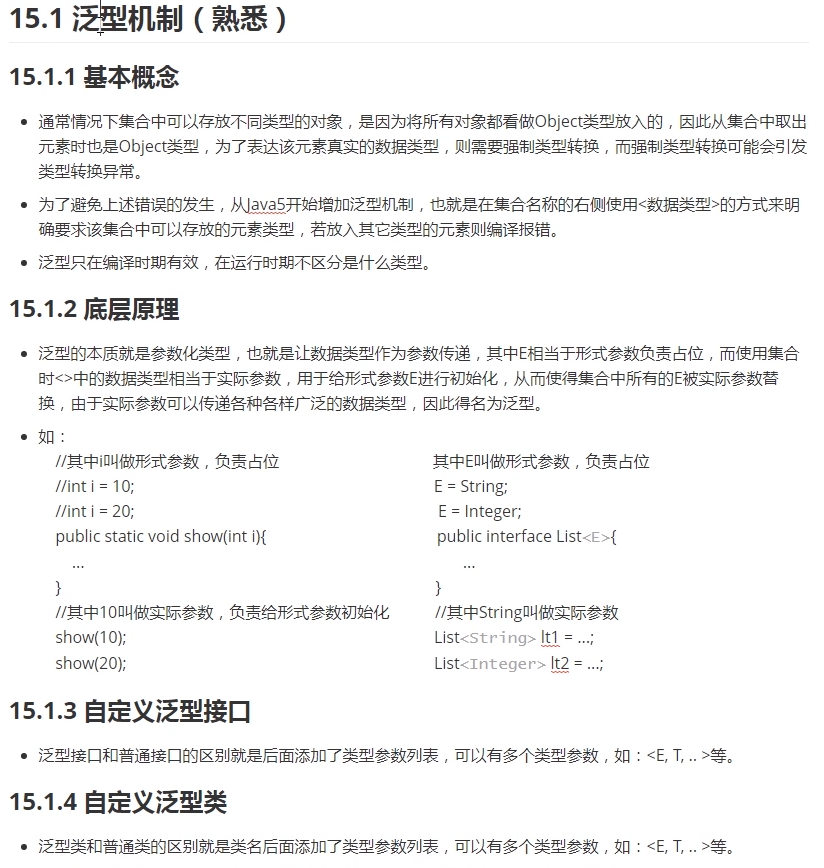 15.1 泛型机制（熟悉）
15.1.1 基本概念
通常情况下集合中可以存放不同类型的对象，是因为将所有对象都看做Object类型放入的，因此从集合中取出
元素时也是Object类型，为了表达该元素真实的数据类型，则需要强制类型转换，而强制类型转换可能会引发
类型转换异常。
为了避免上述错误的发生，从Java5开始增加泛型机制，也就是在集合名称的右侧使用<数据类型>的方式来明
确要求该集合中可以存放的元素类型，若放入其它类型的元素则编译报错。
泛型只在编译时期有效，在运行时期不区分是什么类型。
15.1.2 底层原理
泛型的本质就是参数化类型，也就是让数据类型作为参数传递，其中E相当于形式参数负责占位，而使用集合
时<>中的数据类型相当于实际参数，用于给形式参数E进行初始化，从而使得集合中所有的E被实际参数替
换，由于实际参数可以传递各种各样广泛的数据类型，因此得名为泛型。
如：
//其中i叫做形式参数，负责占位 其中E叫做形式参数，负责占位
//int i = 10; E = String;
//int i = 20; E = Integer;
public static void show(int i){ public interface List<E>{
... ...
} }
//其中10叫做实际参数，负责给形式参数初始化 //其中String叫做实际参数
show(10); List<String> lt1 = ...;
show(20); List<Integer> lt2 = ...;
15.1.3 自定义泛型接口
泛型接口和普通接口的区别就是后面添加了类型参数列表，可以有多个类型参数，如：<E, T, .. >等。
15.1.4 自定义泛型类
泛型类和普通类的区别就是类名后面添加了类型参数列表，可以有多个类型参数，如：<E, T, .. >等。